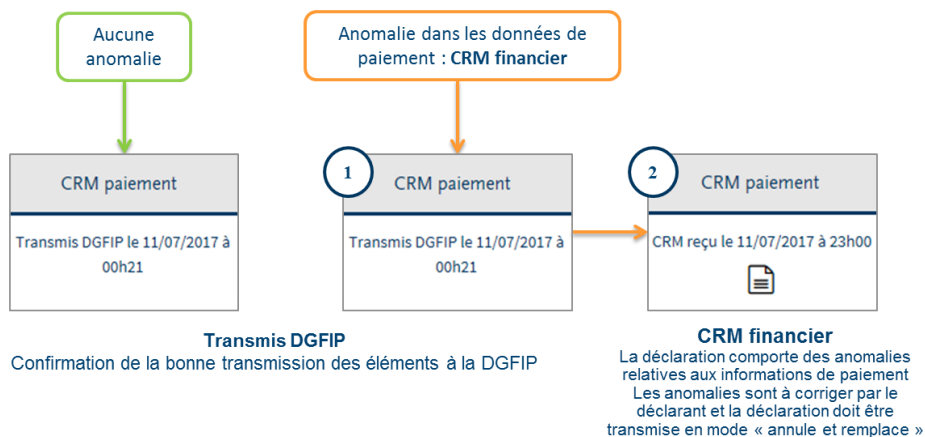 Aucune
anomalie
Anomalie dans les données de
paiement : CRM financier
CRM paiement
Transmis DGFIP le 11/07/2017 à
00h21
1
CRM paiement
Transmis DGFIP le 11/07/2017 à
00h21
2
CRM paiement
CRM reçu le 11/07/2017 à 23h00
Transmis DGFIP
Confirmation de la bonne transmission des éléments à la DGFIP
CRM financier
La déclaration comporte des anomalies
relatives aux informations de paiement
Les anomalies sont à corriger par le
déclarant et la déclaration doit être
transmise en mode « annule et remplace »